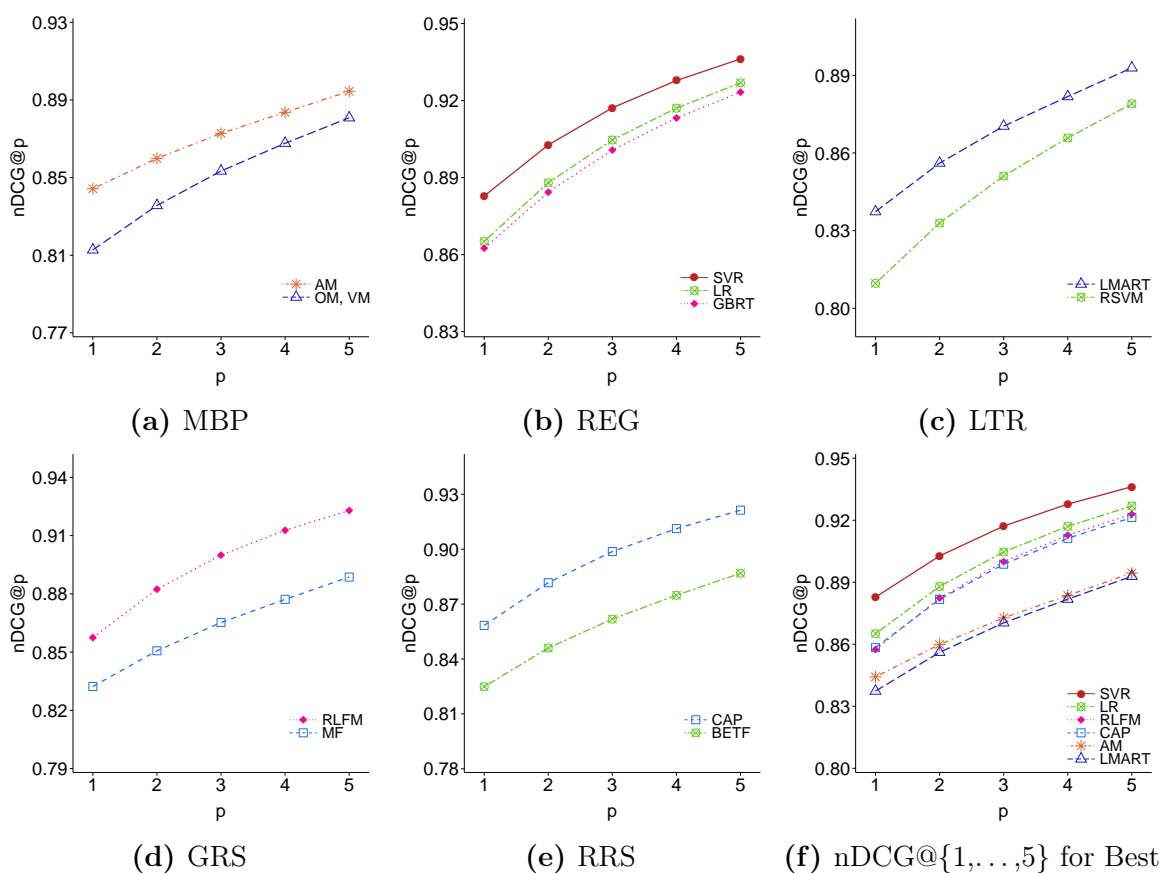 0.93
0.89
0.85
0.81
0.77
nDCG@p
AM
OM, VM
1 2 3 4 5
p
(a) MBP
0.95
0.92
0.89
0.86
0.83
nDCG@p
SVR
LR
GBRT
1 2 3 4 5
p
(b) REG
0.89
0.86
0.83
0.80
nDCG@p
LMART
RSVM
1 2 3 4 5
p
(c) LTR
0.94
0.91
0.88
0.85
0.82
0.79
nDCG@p
RLFM
MF
1 2 3 4 5
p
(d) GRS
0.93
0.90
0.87
0.84
0.81
0.78
nDCG@p
CAP
BETF
1 2 3 4 5
p
(e) RRS
0.95
0.92
0.89
0.86
0.83
0.80
nDCG@p
SVR
LR
RLFM
CAP
AM
LMART
1 2 3 4 5
p
(f) nDCG@{1,...,5} for Best